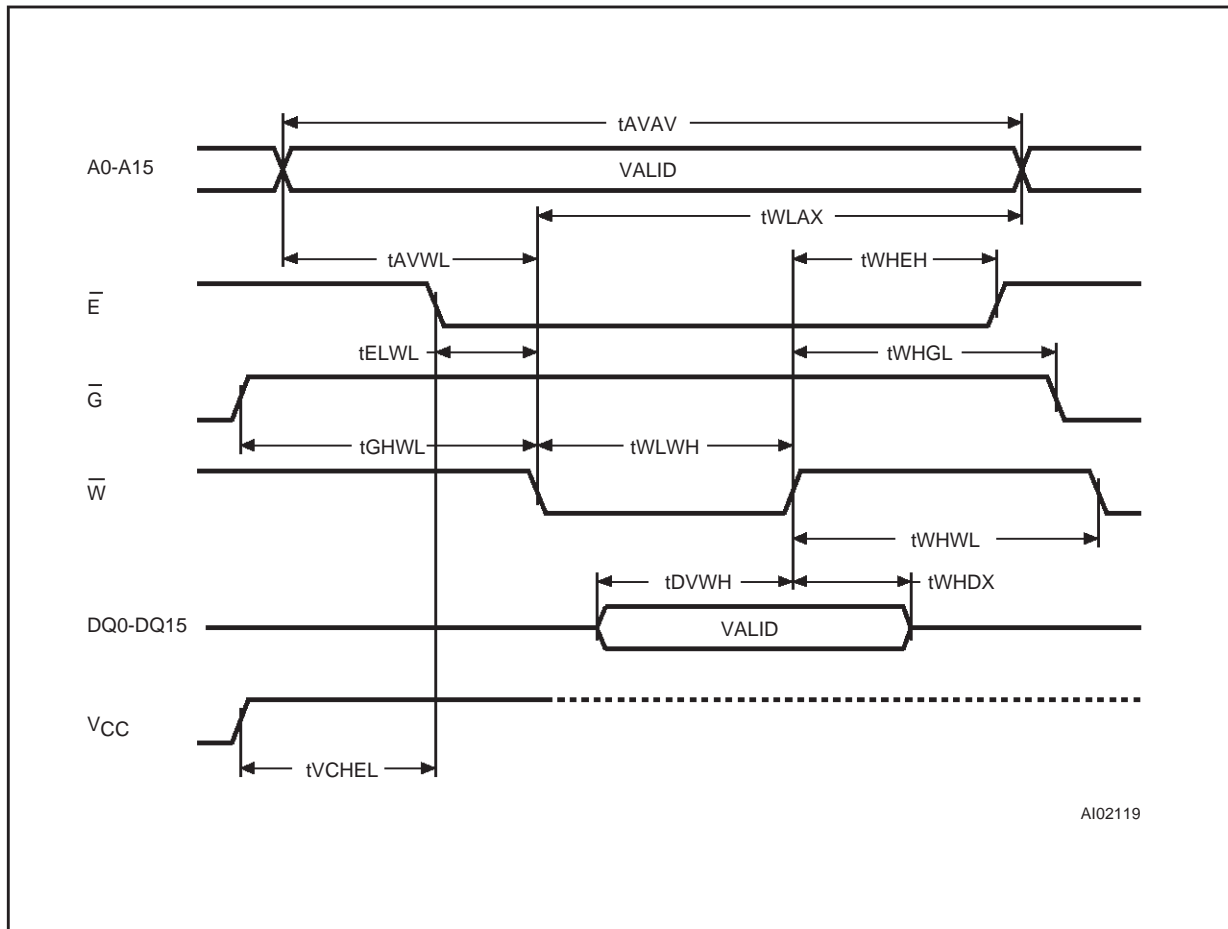 tAVAV
A0-A15
VALID
tWLAX
tAVWL
tWHEH
E
tELWL
tWHGL
G
tGHWL
tWLWH
W
tWHWL
tDVWH
tWHDX
DQ0-DQ15
VALID
VCC
tVCHEL
AI02119